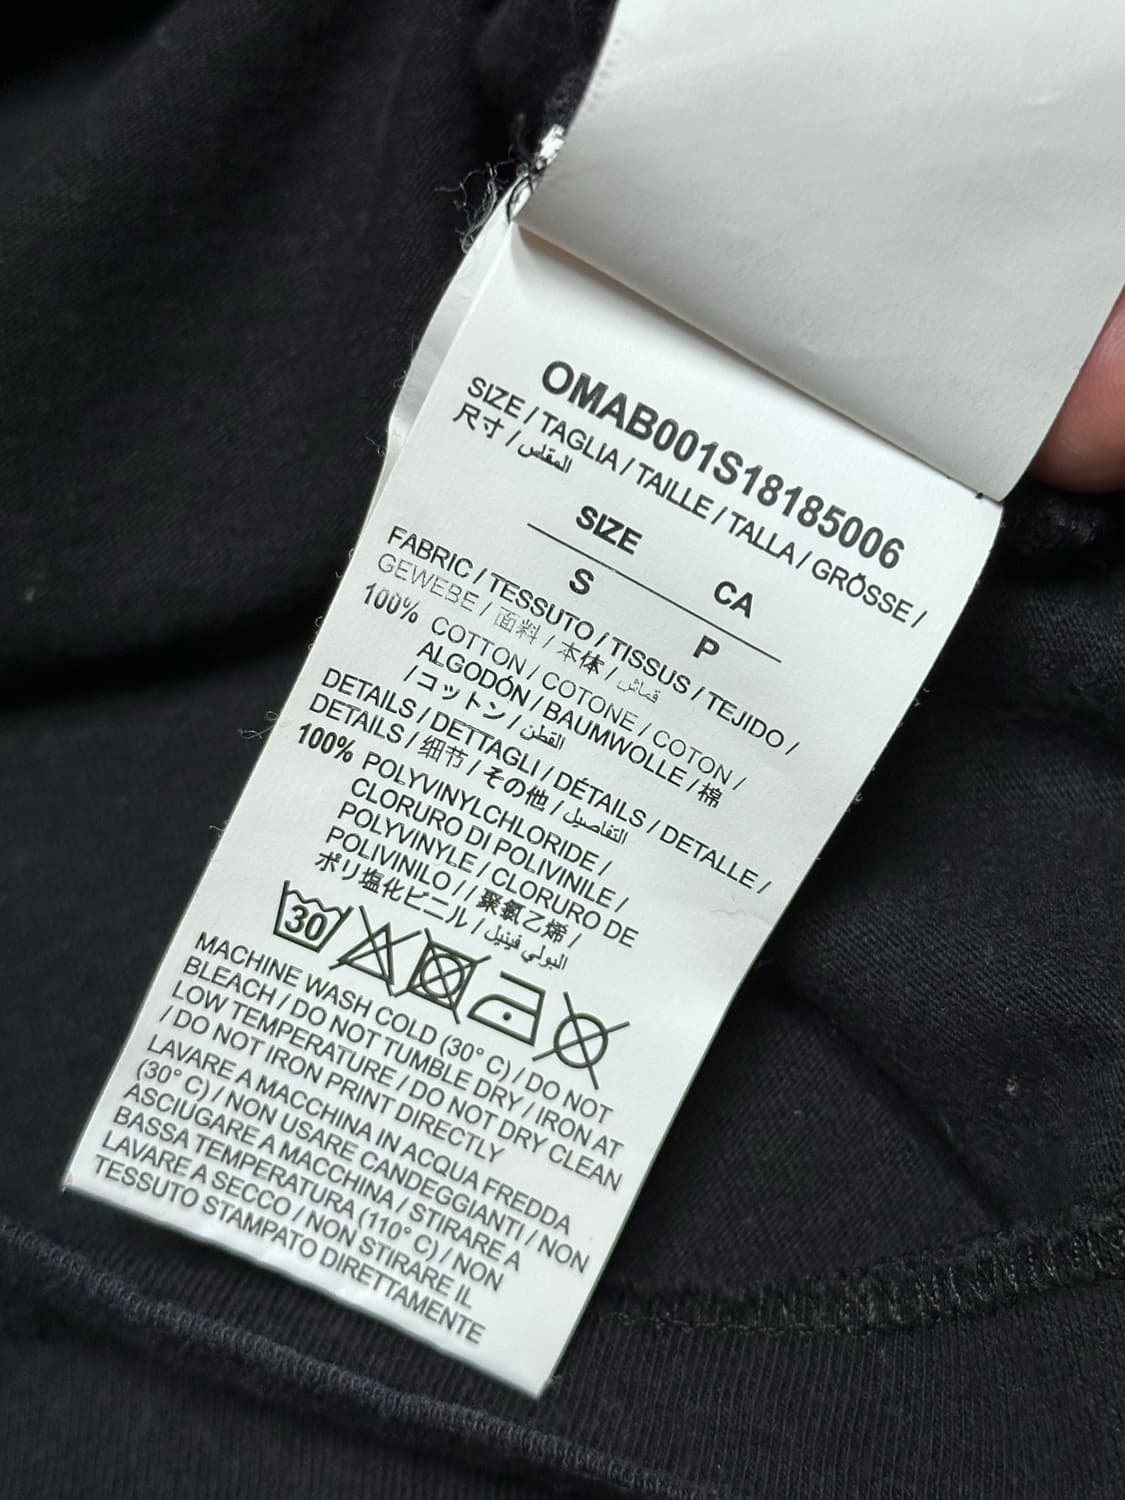 OMAB001S18185006
SIZE / TAGLIA / TAILLE / TALLA / GRÖSSE /
尺寸 / المقاس
SIZE CA
S P
FABRIC / TESSUTO / TISSUS / TEJIDO /
GEWEBE / 面料 / 本体 / قماش
100% COTTON / COTONE / COTON /
ALGODÓN / BAUMWOLLE / 棉
/ コットン / القطن
DETAILS / DETTAGLI / DÉTAILS / DETALLE /
DETAILS / 细节 / その他 / التفاصيل
100% POLYVINYLCHLORIDE /
CLORURO DI POLIVINILE /
POLYVINYLE / CLORURO DE
POLIVINILO / / 聚氯乙烯 /
ポリ塩化ビニール / البولي فينيل
30
MACHINE WASH COLD (30° C) / DO NOT
BLEACH / DO NOT TUMBLE DRY / IRON AT
LOW TEMPERATURE / DO NOT DRY CLEAN
/ DO NOT IRON PRINT DIRECTLY
LAVARE A MACCHINA IN ACQUA FREDDA
(30° C) / NON USARE CANDEGGIANTI / NON
ASCIUGARE A MACCHINA / STIRARE A
BASSA TEMPERATURA (110° C) / NON
LAVARE A SECCO / NON STIRARE IL
TESSUTO STAMPATO DIRETTAMENTE